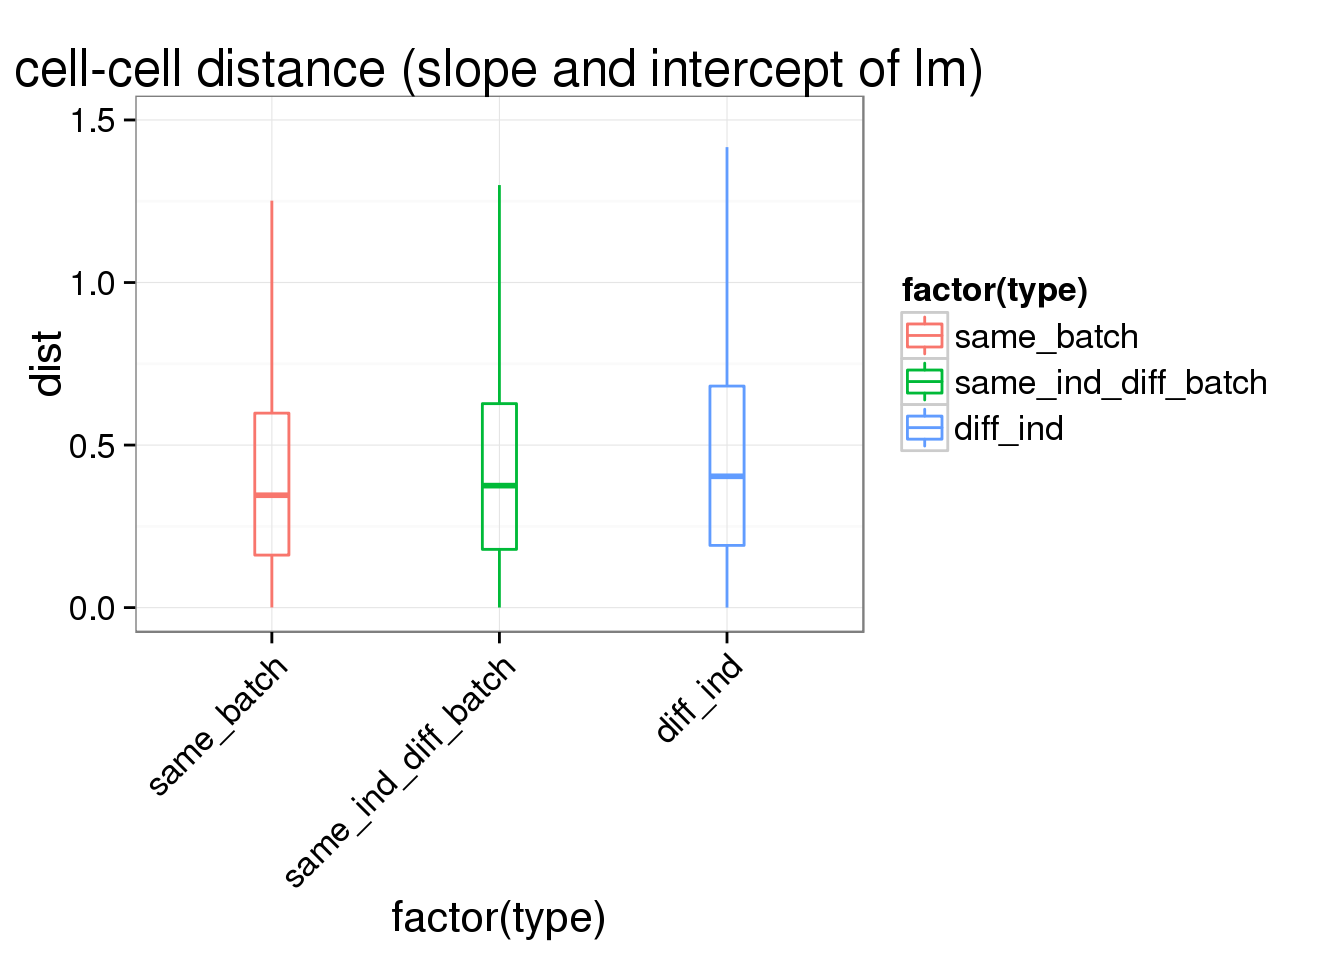 cell-cell distance (slope and intercept of lm)
1.5
1.0
0.5
0.0
dist
same_batch
same_ind_diff_batch
diff_ind
factor(type)
factor(type)
same_batch
same_ind_diff_batch
diff_ind